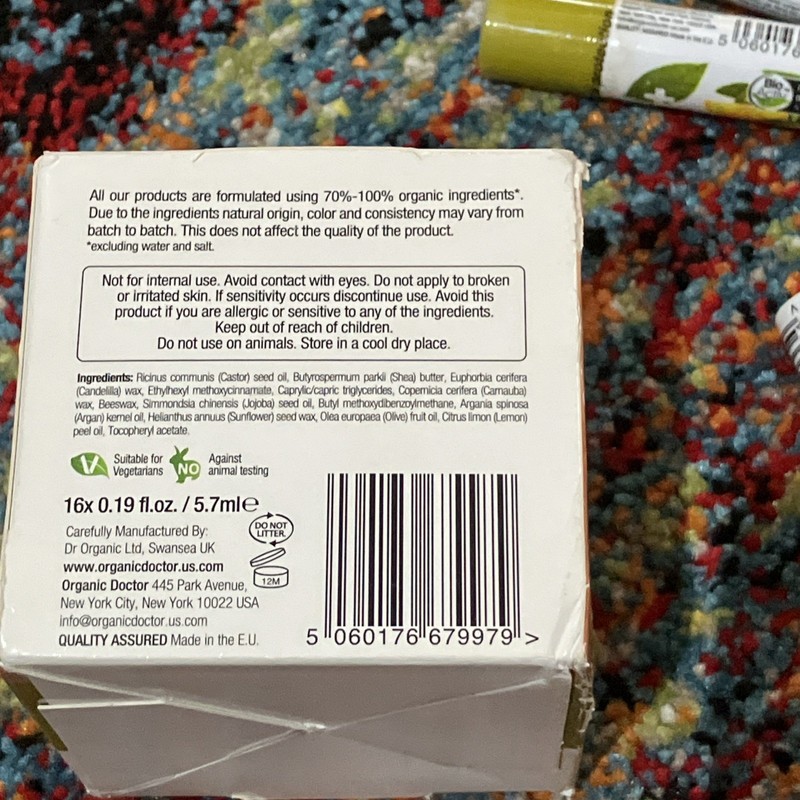 5 060176
Bio
All our products are formulated using 70%-100% organic ingredients*.
Due to the ingredients natural origin, color and consistency may vary from
batch to batch. This does not affect the quality of the product.
*excluding water and salt.
Not for internal use. Avoid contact with eyes. Do not apply to broken
or irritated skin. If sensitivity occurs discontinue use. Avoid this
product if you are allergic or sensitive to any of the ingredients.
Keep out of reach of children.
Do not use on animals. Store in a cool dry place.
Ingredients: Ricinus communis (Castor) seed oil, Butyrospermum parkii (Shea) butter, Euphorbia cerifera
(Candelilla) wax, Ethylhexyl methoxycinnamate, Caprylic/capric triglycerides, Copernicia cerifera (Carnauba)
wax, Beeswax, Simmondsia chinensis (Jojoba) seed oil, Butyl methoxydibenzoylmethane, Argania spinosa
(Argan) kernel oil, Helianthus annuus (Sunflower) seed wax, Olea europaea (Olive) fruit oil, Citrus limon (Lemon)
peel oil, Tocopheryl acetate.
V
Suitable for
Vegetarians
NO
Against
animal testing
16x 0.19 fl.oz. / 5.7ml℮
DO NOT
LITTER
Carefully Manufactured By:
Dr Organic Ltd, Swansea UK
www.organicdoctor.us.com
12M
Organic Doctor 445 Park Avenue,
New York City, New York 10022 USA
info@organicdoctor.us.com
QUALITY ASSURED Made in the E.U.
5 060176 679979 >